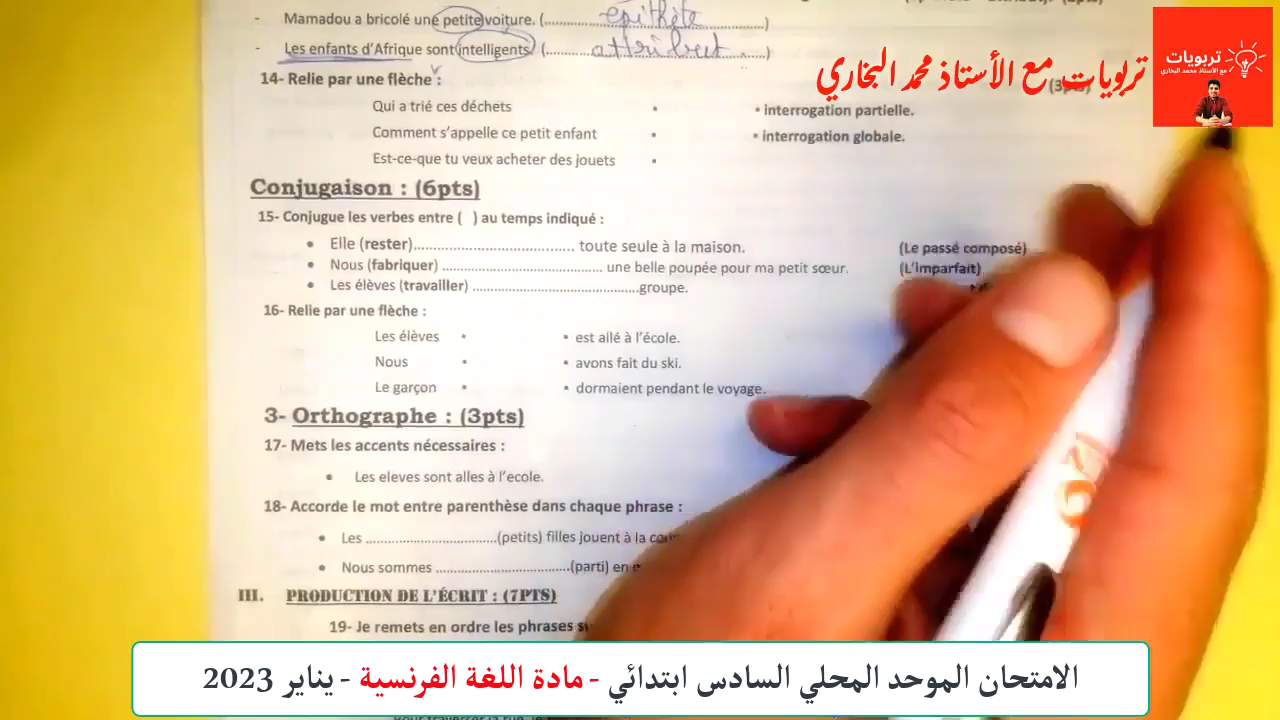 - Mamadou a bricolé une petite voiture. (........épithète........)
- Les enfants d'Afrique sont intelligents. (........attribut........)
14- Relie par une flèche :
Qui a trié ces déchets • • interrogation partielle.
Comment s'appelle ce petit enfant • • interrogation globale.
Est-ce-que tu veux acheter des jouets •
تربويات مع الأستاذ محمد البخاري
تربويات
مع الأستاذ محمد البخاري
Conjugaison : (6pts)
15- Conjugue les verbes entre ( ) au temps indiqué :
• Elle (rester)........................ toute seule à la maison. (Le passé composé)
• Nous (fabriquer) ........................ une belle poupée pour ma petit sœur. (L'imparfait)
• Les élèves (travailler) ........................groupe.
16- Relie par une flèche :
Les élèves • • est allé à l'école.
Nous • • avons fait du ski.
Le garçon • • dormaient pendant le voyage.
3- Orthographe : (3pts)
17- Mets les accents nécessaires :
• Les eleves sont alles à l'ecole.
18- Accorde le mot entre parenthèse dans chaque phrase :
• Les ........................(petits) filles jouent à la
• Nous sommes ........................(parti) en
III. PRODUCTION DE L'ÉCRIT : (7PTS)
19- Je remets en ordre les phrases
الامتحان الموحد المحلي السادس ابتدائي - مادة اللغة الفرنسية - يناير 2023